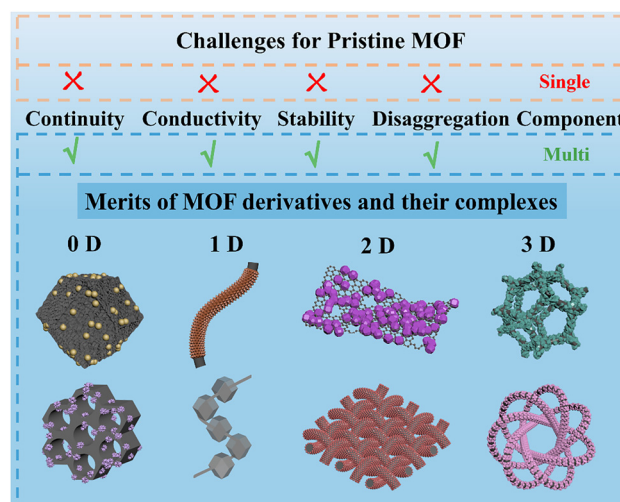 Challenges for Pristine MOF
Single
Continuity Conductivity Stability Disaggregation Component
Multi
Merits of MOF derivatives and their complexes
0 D 1 D 2 D 3 D